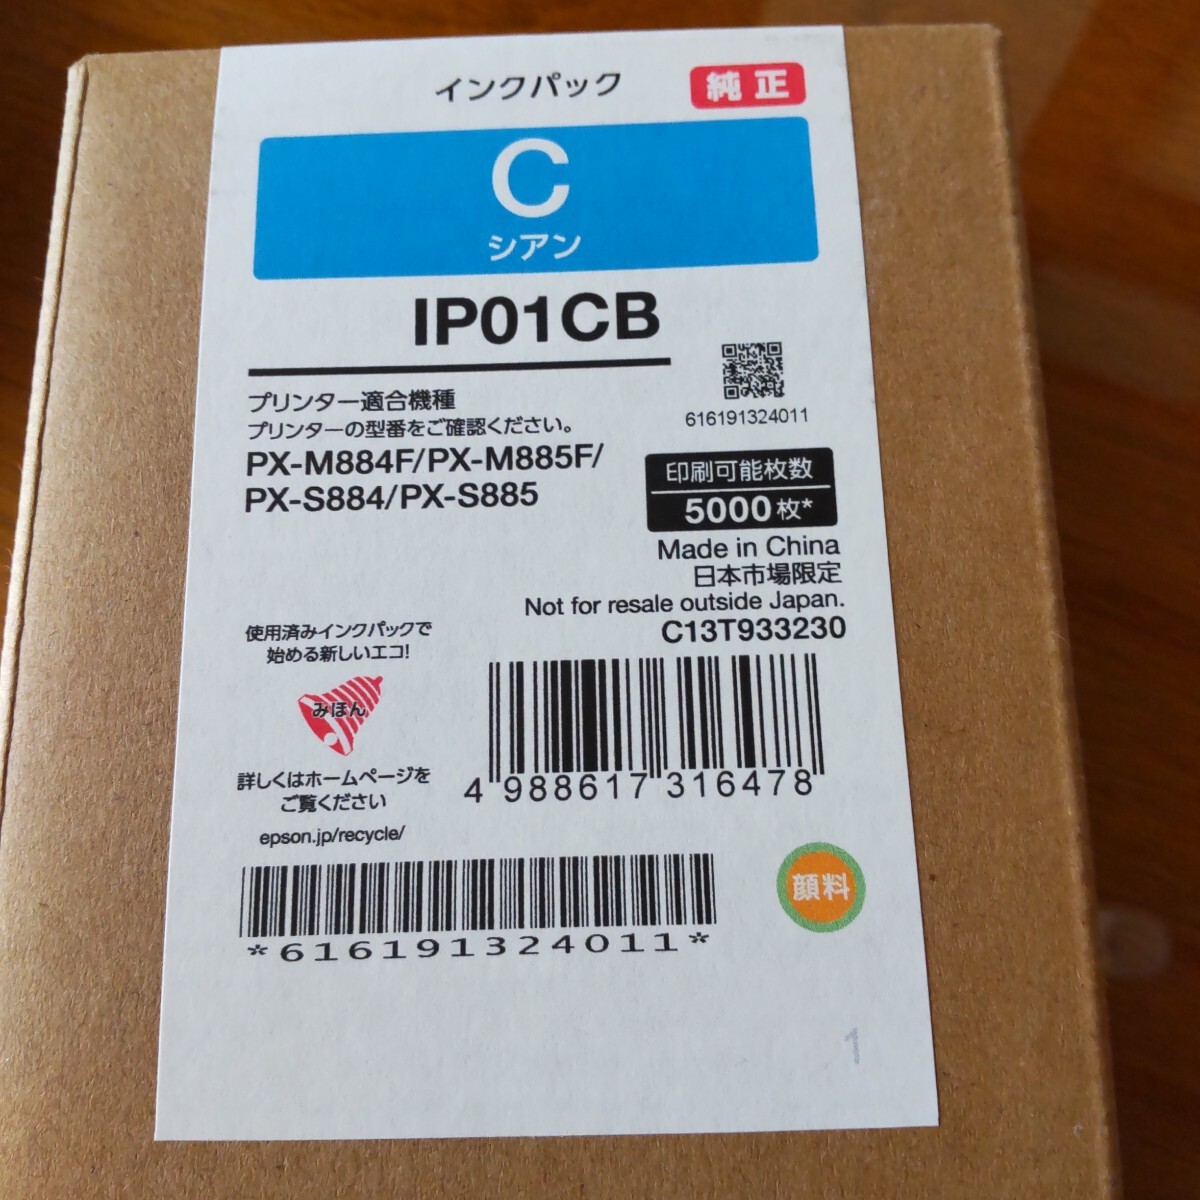 インクパック
純正
C
シアン
IP01CB
616191324011
プリンター適合機種
プリンターの型番をご確認ください。
PX-M884F/PX-M885F/
PX-S884/PX-S885
印刷可能枚数
5000枚*
Made in China
日本市場限定
Not for resale outside Japan.
C13T933230
使用済みインクパックで
始める新しいエコ!
みほん
詳しくはホームページを
ご覧ください
epson.jp/recycle/
4 988617 316478
顔料
*616191324011*
1